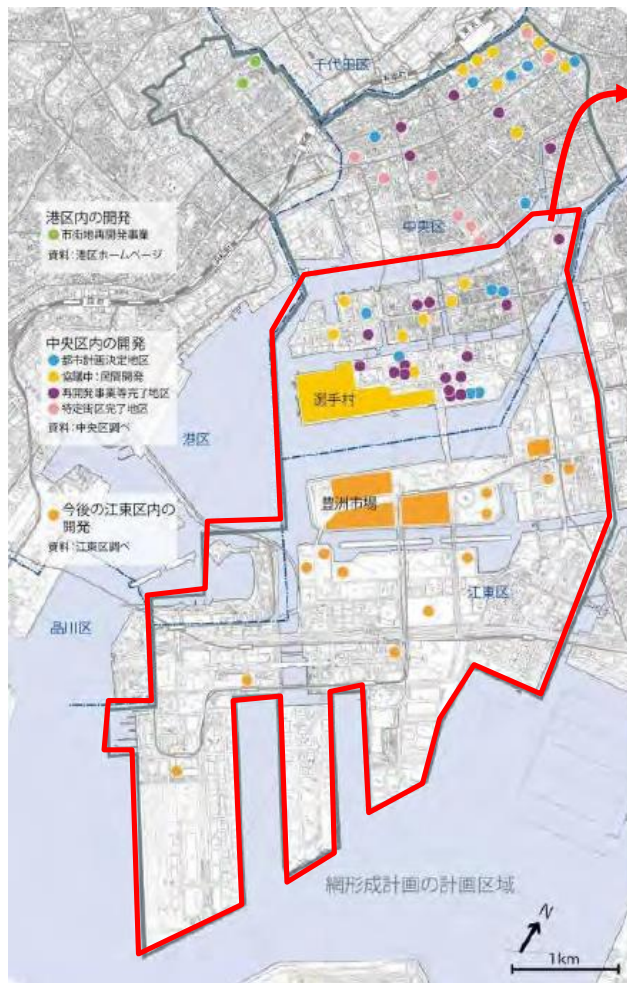 千代田区
港区内の開発
市街地再開発事業
資料：港区ホームページ
中央区
中央区内の開発
都市計画決定地区
協議中：民間開発
再開発事業等完了地区
特定街区完了地区
資料：中央区調べ
選手村
港区
豊洲市場
今後の江東区内の
開発
資料：江東区調べ
江東区
品川区
網形成計画の計画区域
N
1km